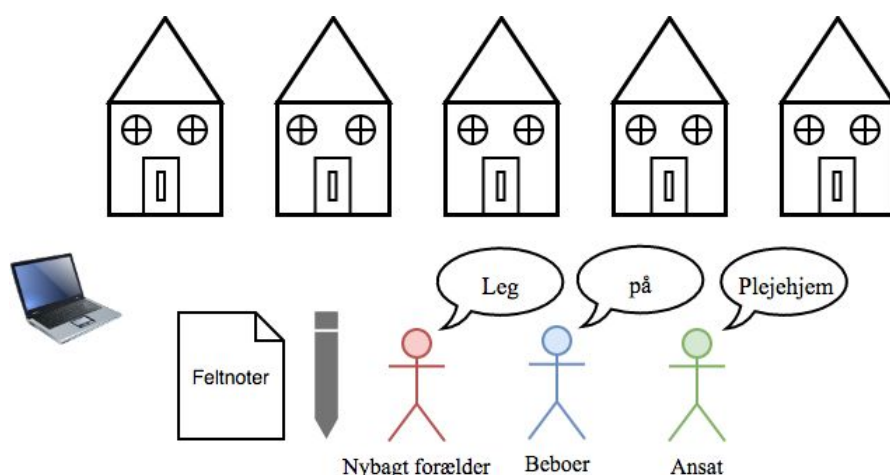 Leg
på
Plejehjem
Feltnoter
Nybagt forælder
Beboer
Ansat